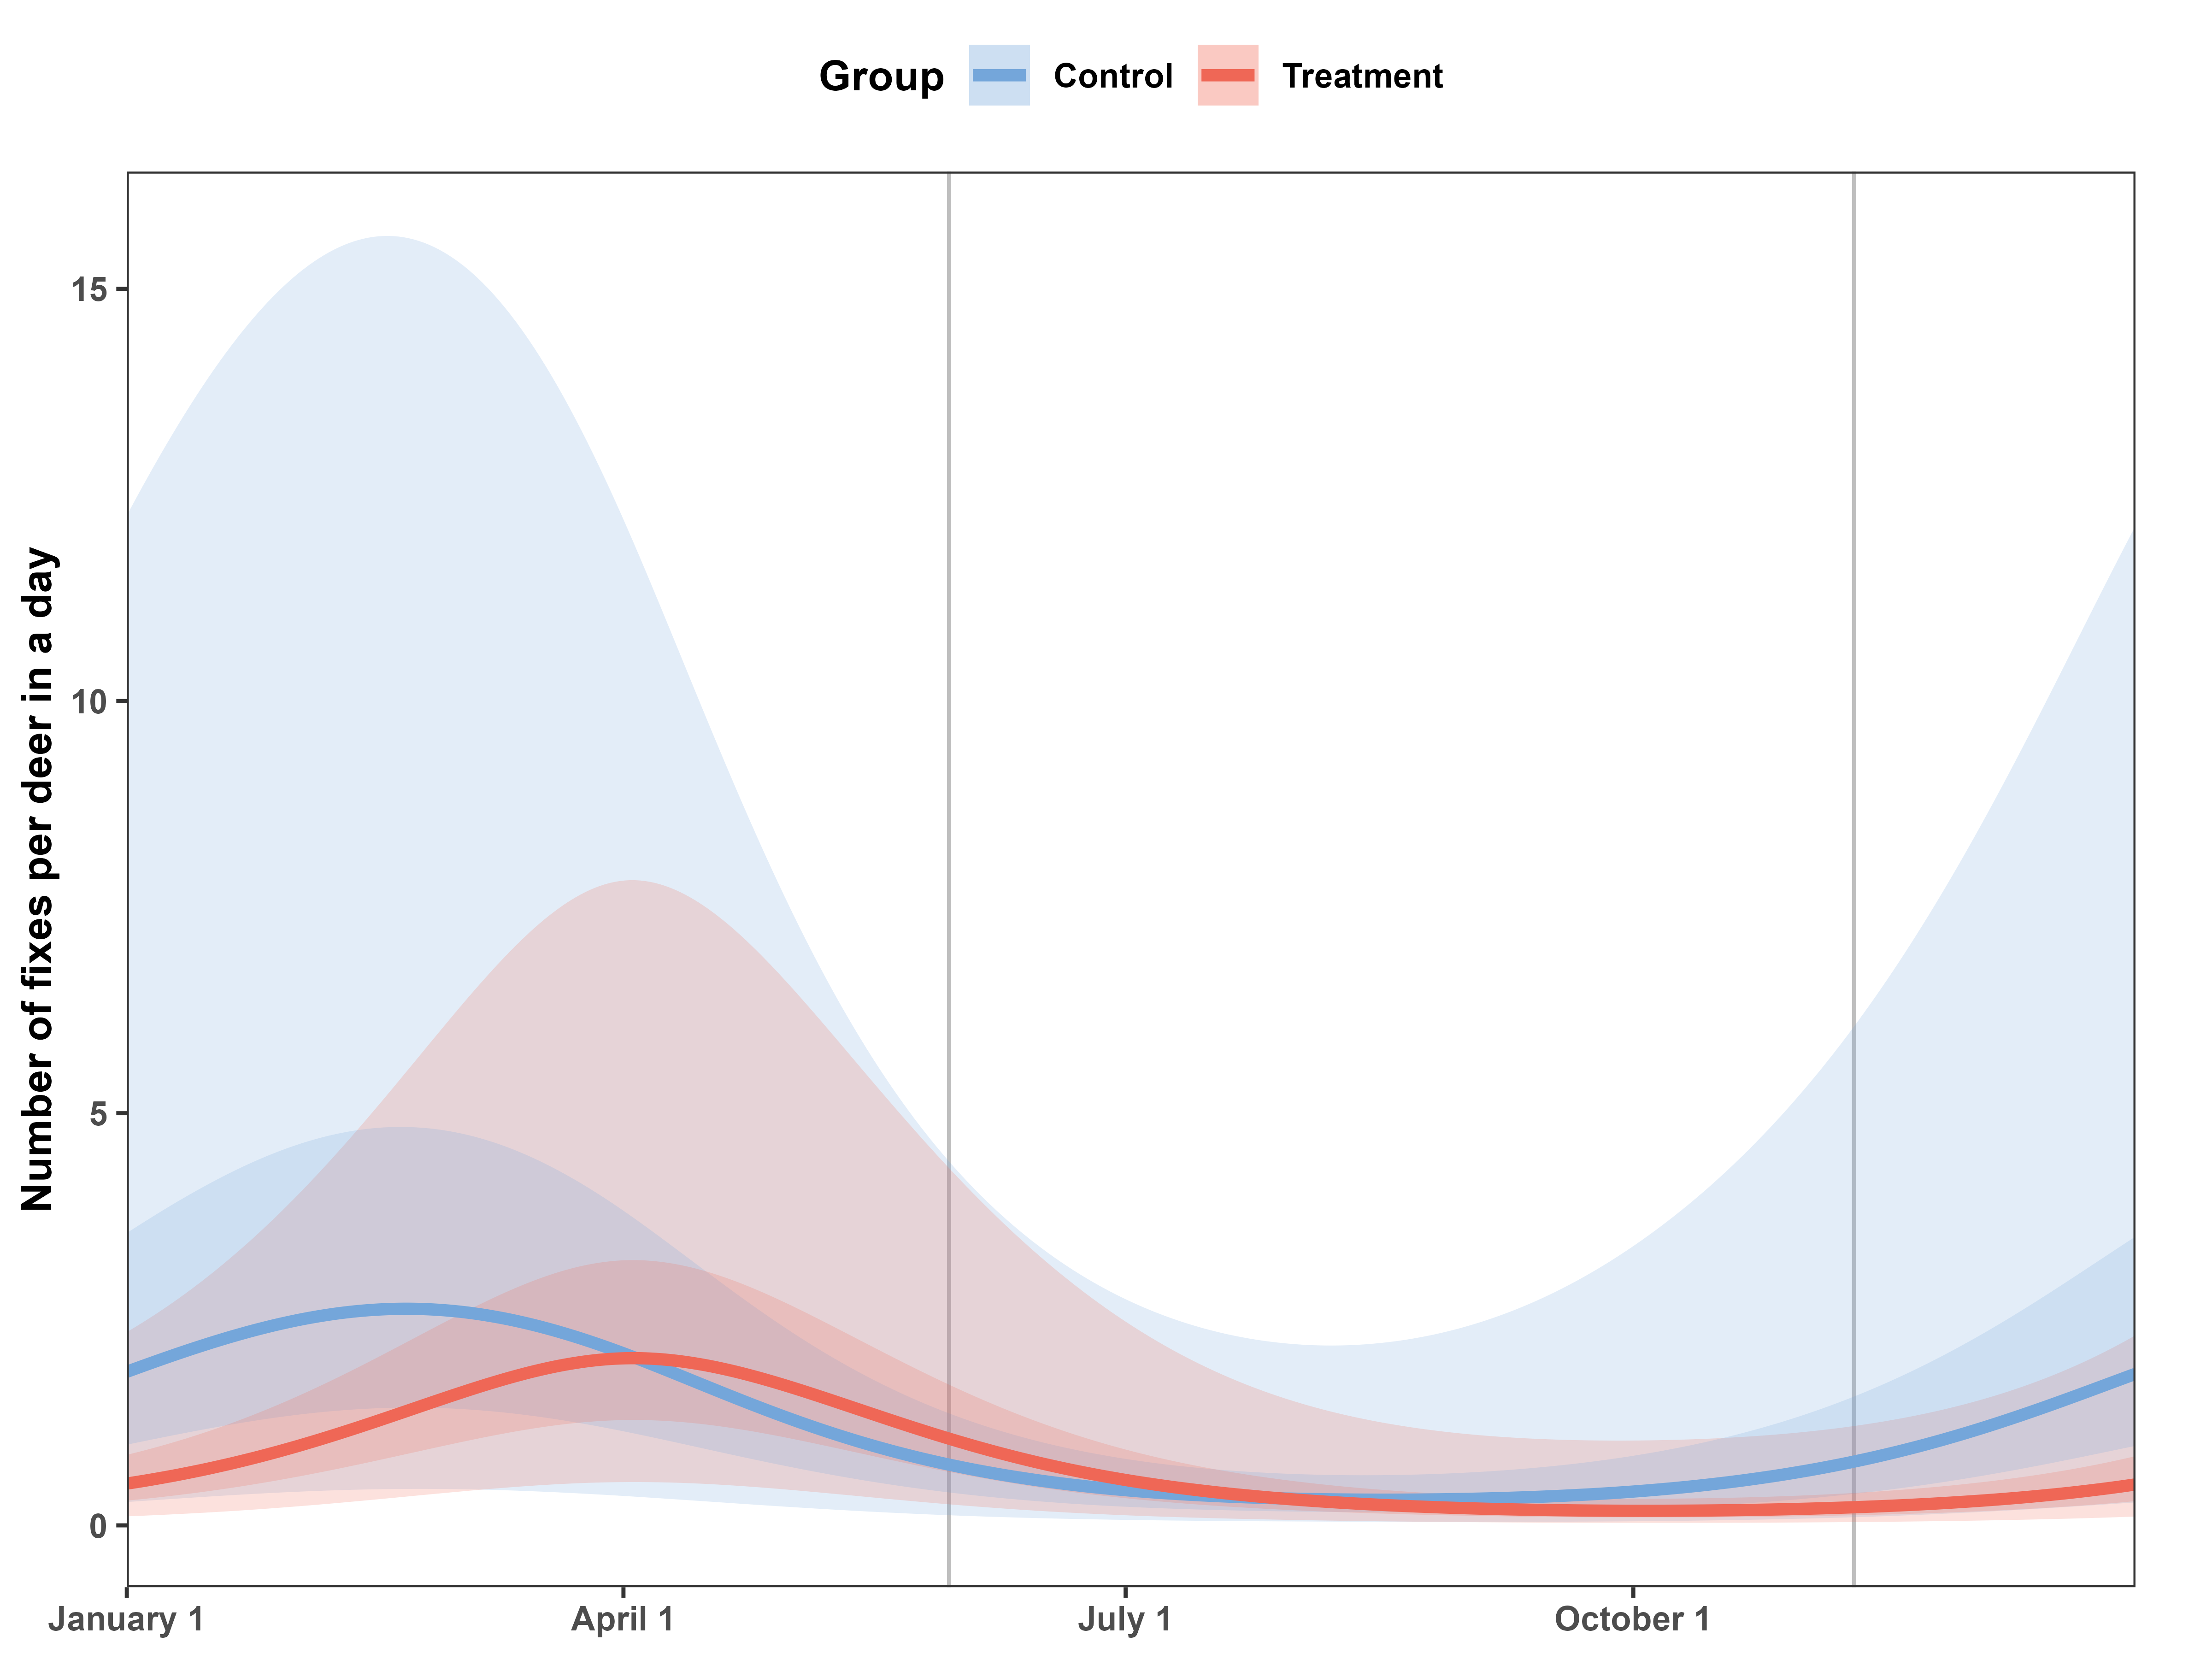 Group Control Treatment
Number of fixes per deer in a day
15
10
5
0
January 1 April 1 July 1 October 1